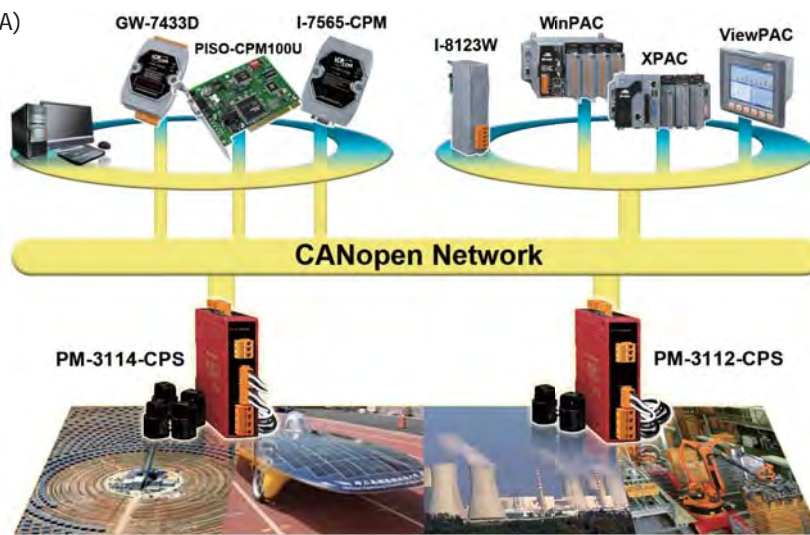 A)
GW-7433D
PISO-CPM100U
I-7565-CPM
I-8123W
WinPAC
XPAC
ViewPAC
CANopen Network
PM-3114-CPS
PM-3112-CPS